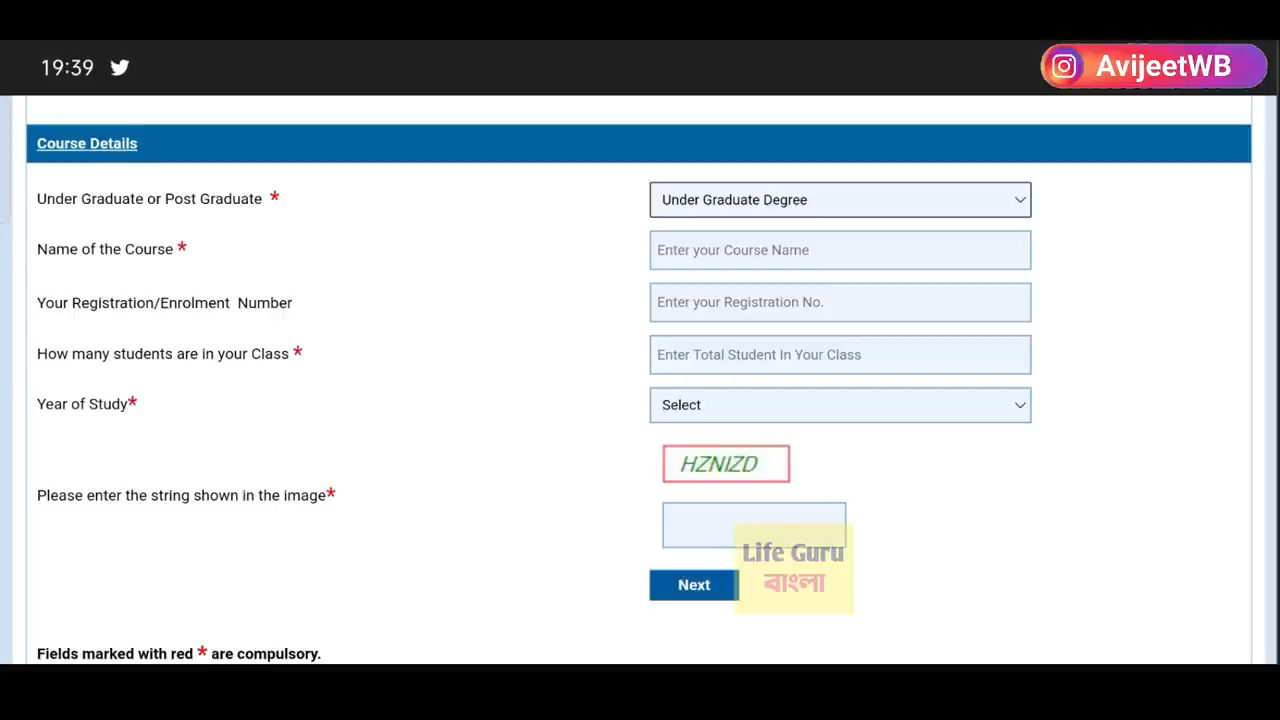 19:39
AvijeetWB
Course Details
Under Graduate or Post Graduate *
Under Graduate Degree
Name of the Course *
Enter your Course Name
Your Registration/Enrolment Number
Enter your Registration No.
How many students are in your Class *
Enter Total Student In Your Class
Year of Study*
Select
HZNIZD
Please enter the string shown in the image*
Life Guru
বাংলা
Next
Fields marked with red * are compulsory.